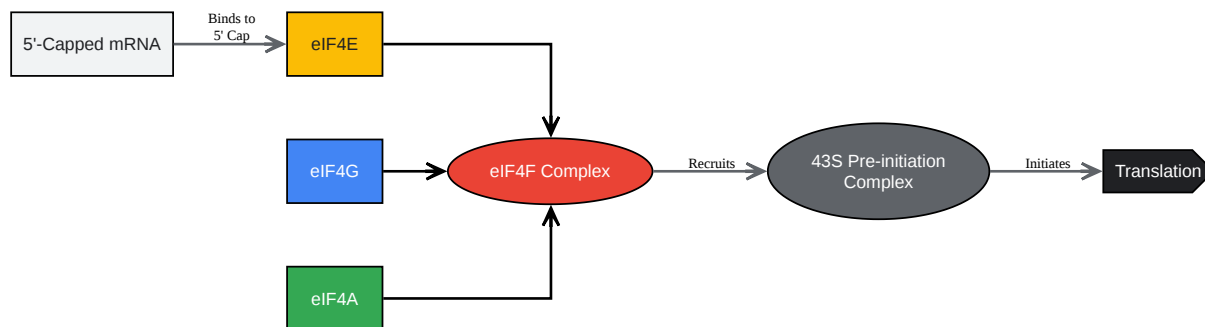 5'-Capped mRNA
Binds to
5' Cap
eIF4E
eIF4G
eIF4F Complex
Recruits
43S Pre-initiation
Complex
Initiates
Translation
eIF4A